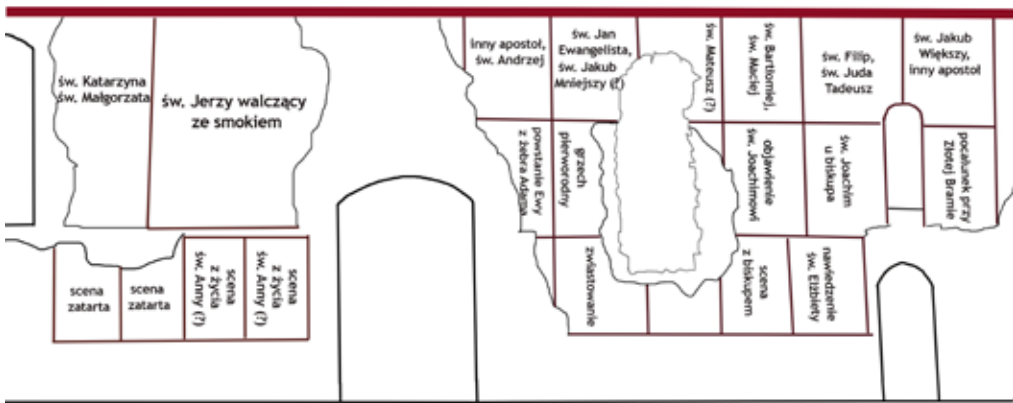 św. Katarzyna
św. Małgorzata
św. Jerzy walczący
ze smokiem
inny apostoł,
św. Andrzej
św. Jan
Ewangelista,
św. Jakub
Mniejszy (?)
św. Mateusz (?)
św. Bartłomiej,
św. Maciej
św. Filip,
św. Juda
Tadeusz
św. Jakub
Większy,
inny apostoł
powstanie Ewy
z żebra Adama
grzech
pierworodny
objawienie
św. Joachimowi
św. Joachim
u biskupa
pocałunek przy
Złotej Bramie
scena
zatarta
scena
zatarta
scena
z życia
św. Anny (?)
scena
z życia
św. Anny (?)
zwiastowanie
scena
z biskupem
nawiedzenie
św. Elżbiety